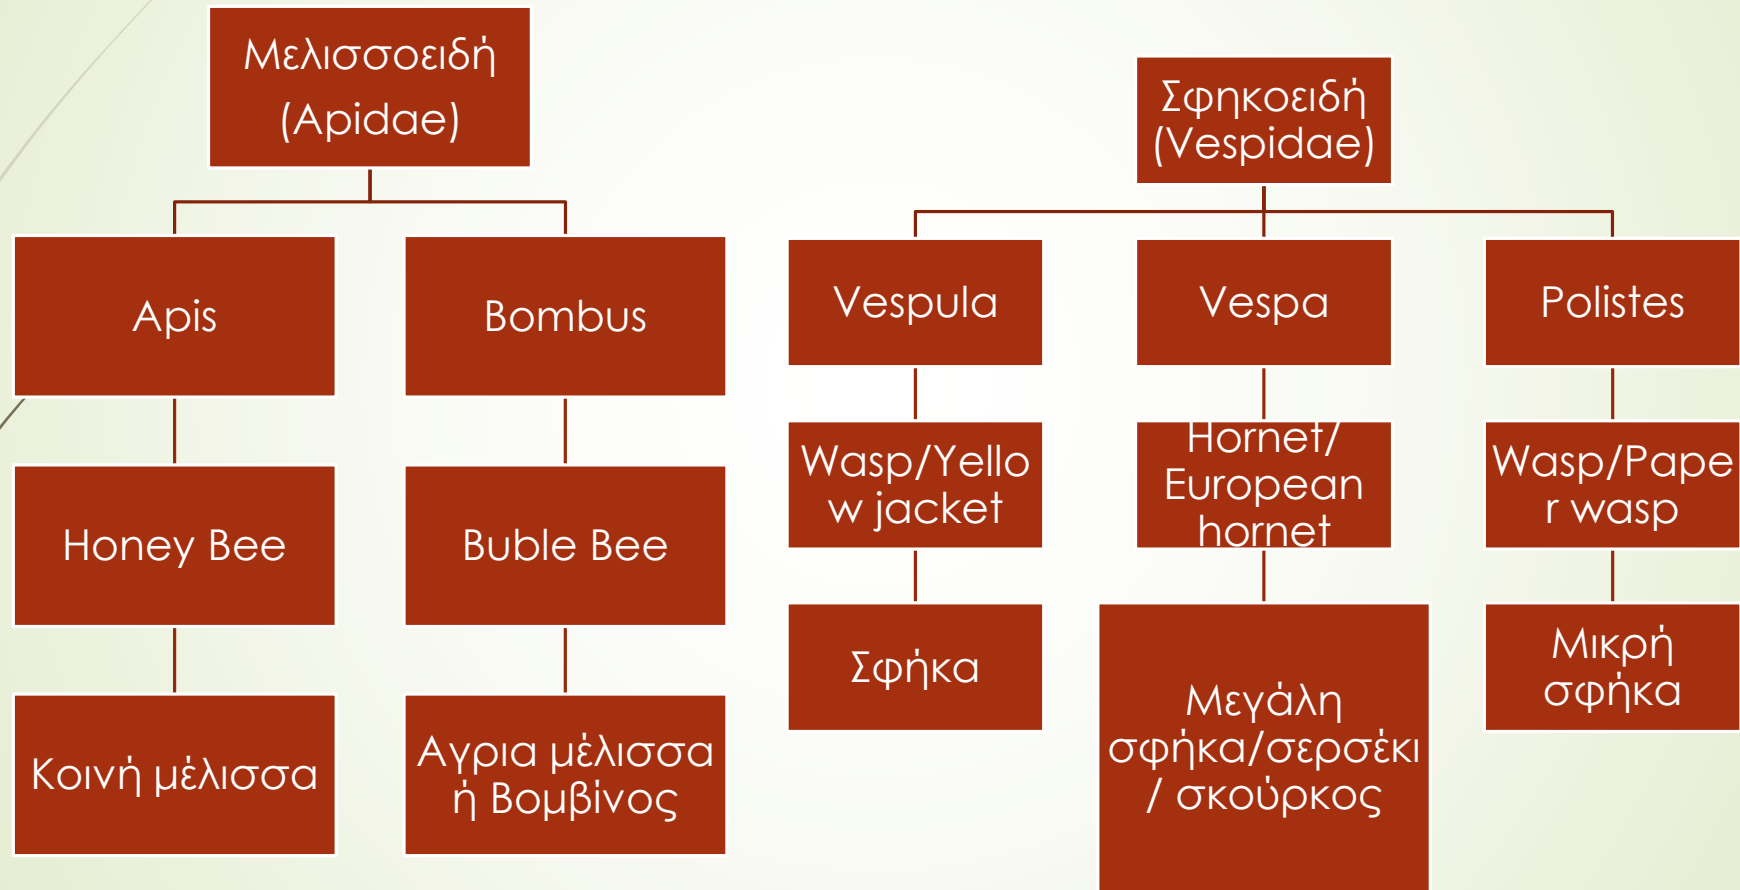 Μελισσοειδή
(Apidae)
Apis
Honey Bee
Κοινή μέλισσα
Bombus
Buble Bee
Αγρια μέλισσα
ή Βομβίνος
Σφηκοειδή
(Vespidae)
Vespula
Wasp/Yello
w jacket
Σφήκα
Vespa
Hornet/
European
hornet
Μεγάλη
σφήκα/σερσέκι
/ σκούρκος
Polistes
Wasp/Pape
r wasp
Μικρή
σφήκα